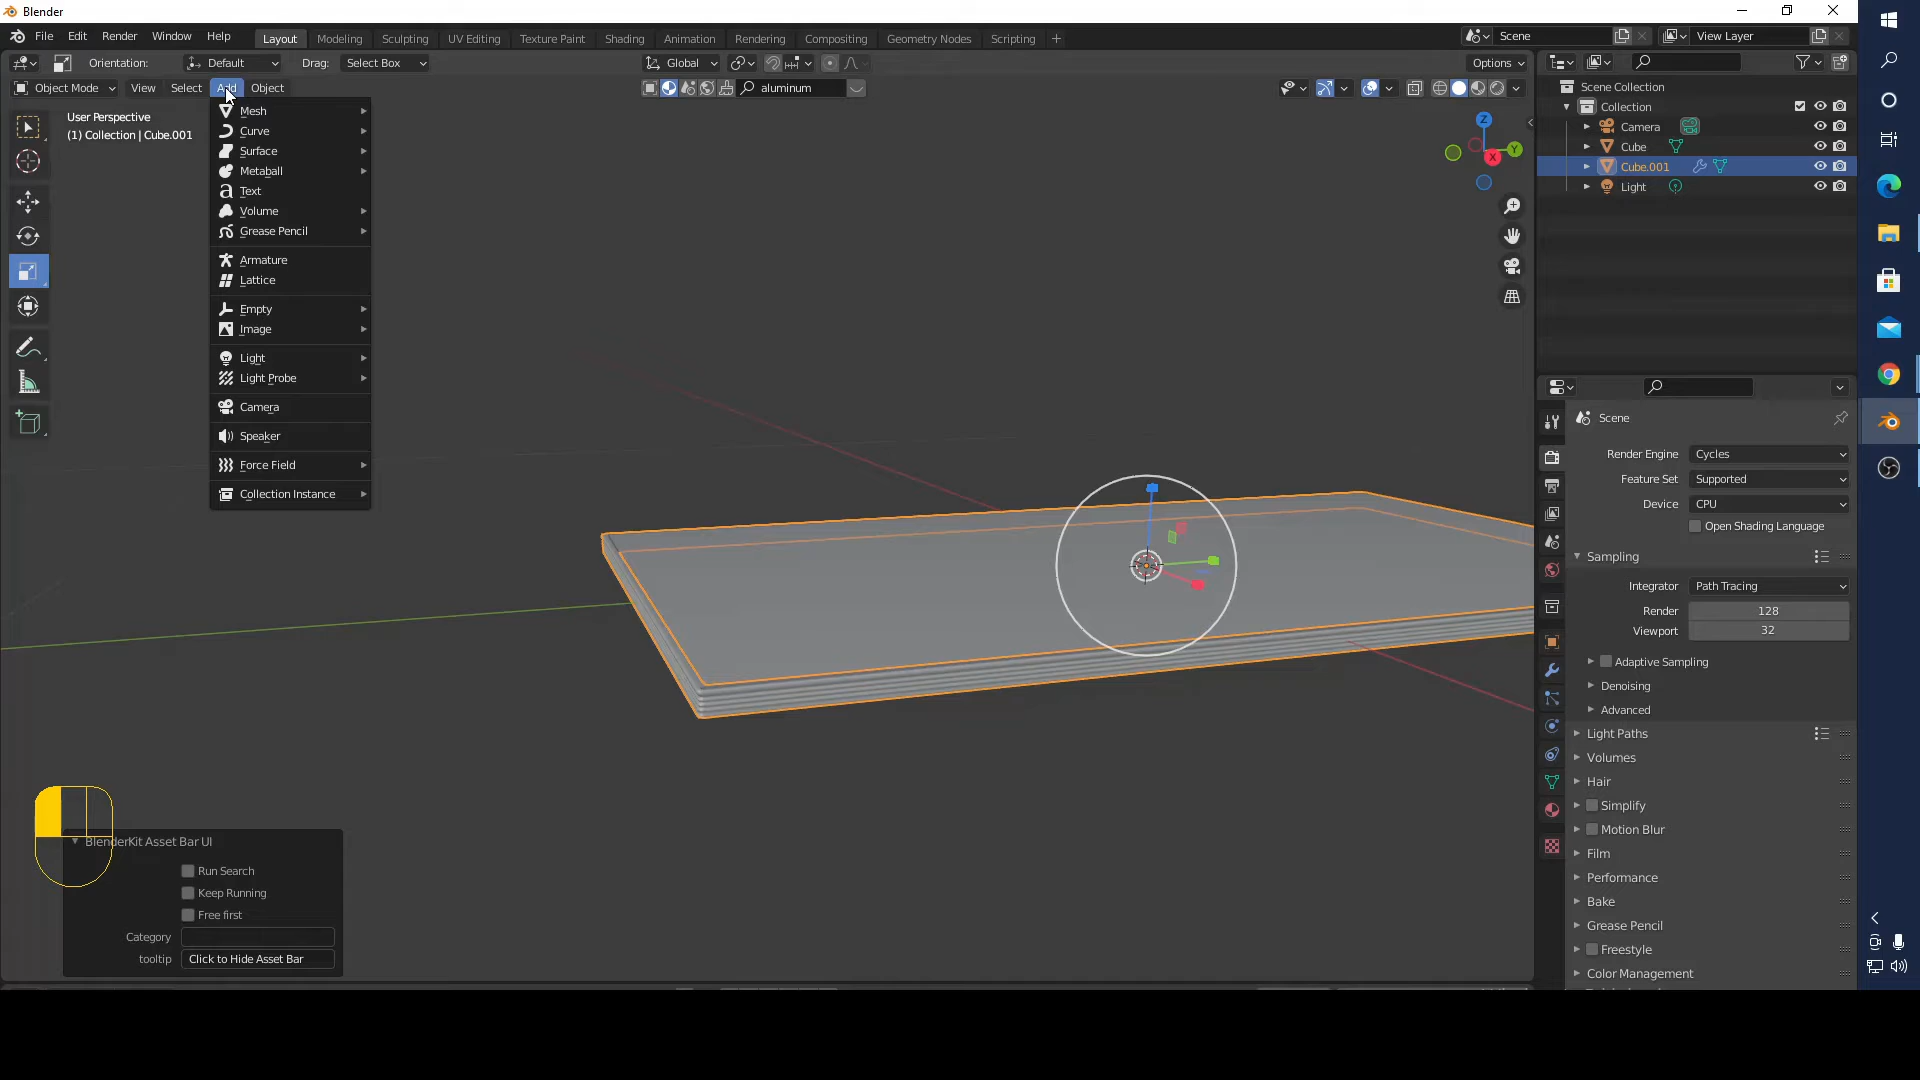 Blender
File Edit Render Window Help Layout Modeling Sculpting UV Editing Texture Paint Shading Animation Rendering Compositing Geometry Nodes Scripting + Scene View Layer
Orientation: Default Drag: Select Box Global Options
Object Mode View Select Add Object aluminum
User Perspective
(1) Collection | Cube.001
Mesh
Curve
Surface
Metaball
Text
Volume
Grease Pencil
Armature
Lattice
Empty
Image
Light
Light Probe
Camera
Speaker
Force Field
Collection Instance
Z
Y
X
BlenderKit Asset Bar UI
Run Search
Keep Running
Free first
Category
tooltip Click to Hide Asset Bar
Scene Collection
Collection
Camera
Cube
Cube.001
Light
Scene
Render Engine Cycles
Feature Set Supported
Device CPU
Open Shading Language
Sampling
Integrator Path Tracing
Render 128
Viewport 32
Adaptive Sampling
Denoising
Advanced
Light Paths
Volumes
Hair
Simplify
Motion Blur
Film
Performance
Bake
Grease Pencil
Freestyle
Color Management